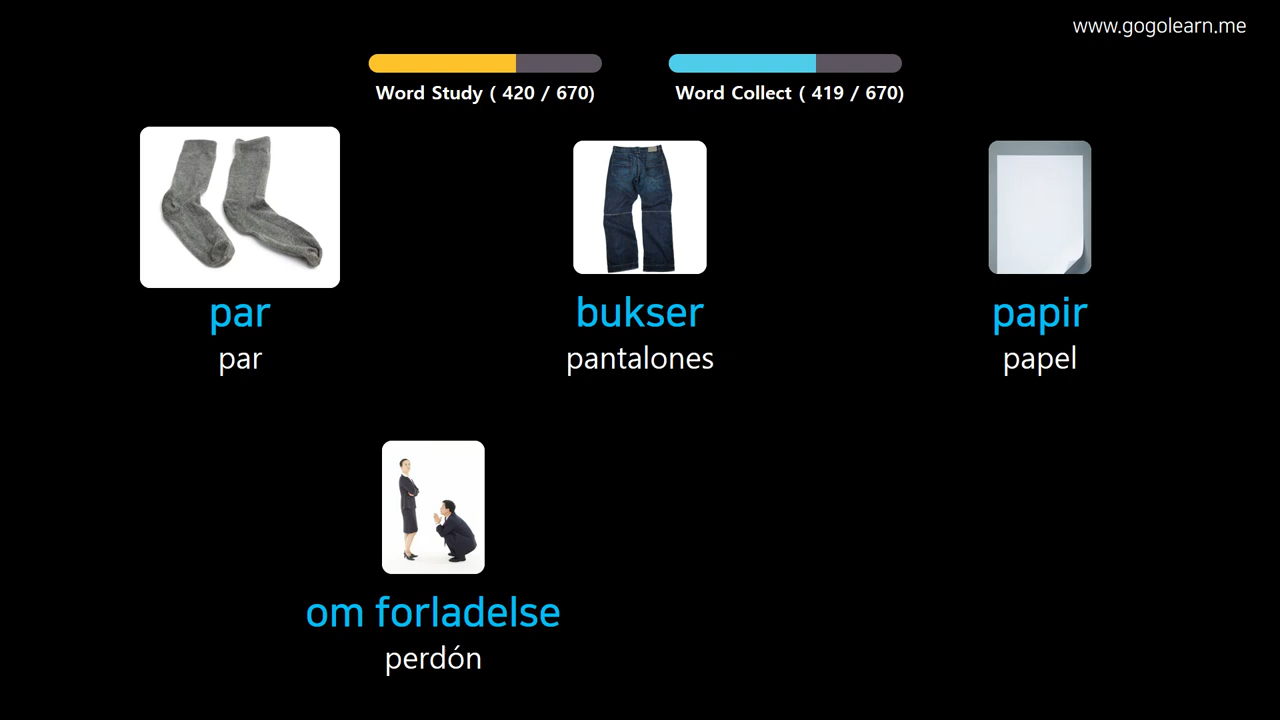 www.gogolearn.me
Word Study ( 420 / 670)
Word Collect ( 419 / 670)
par
par
bukser
pantalones
papir
papel
om forladelse
perdón